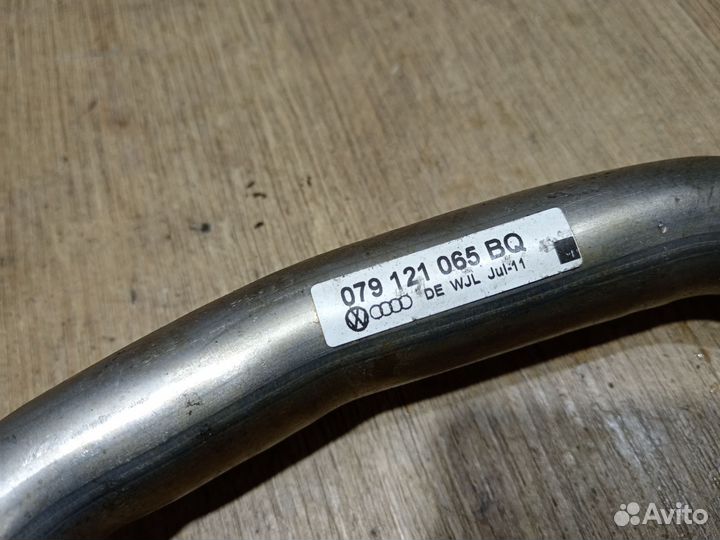 079 121 065 BQ
DE WJL Jul-11
Avito